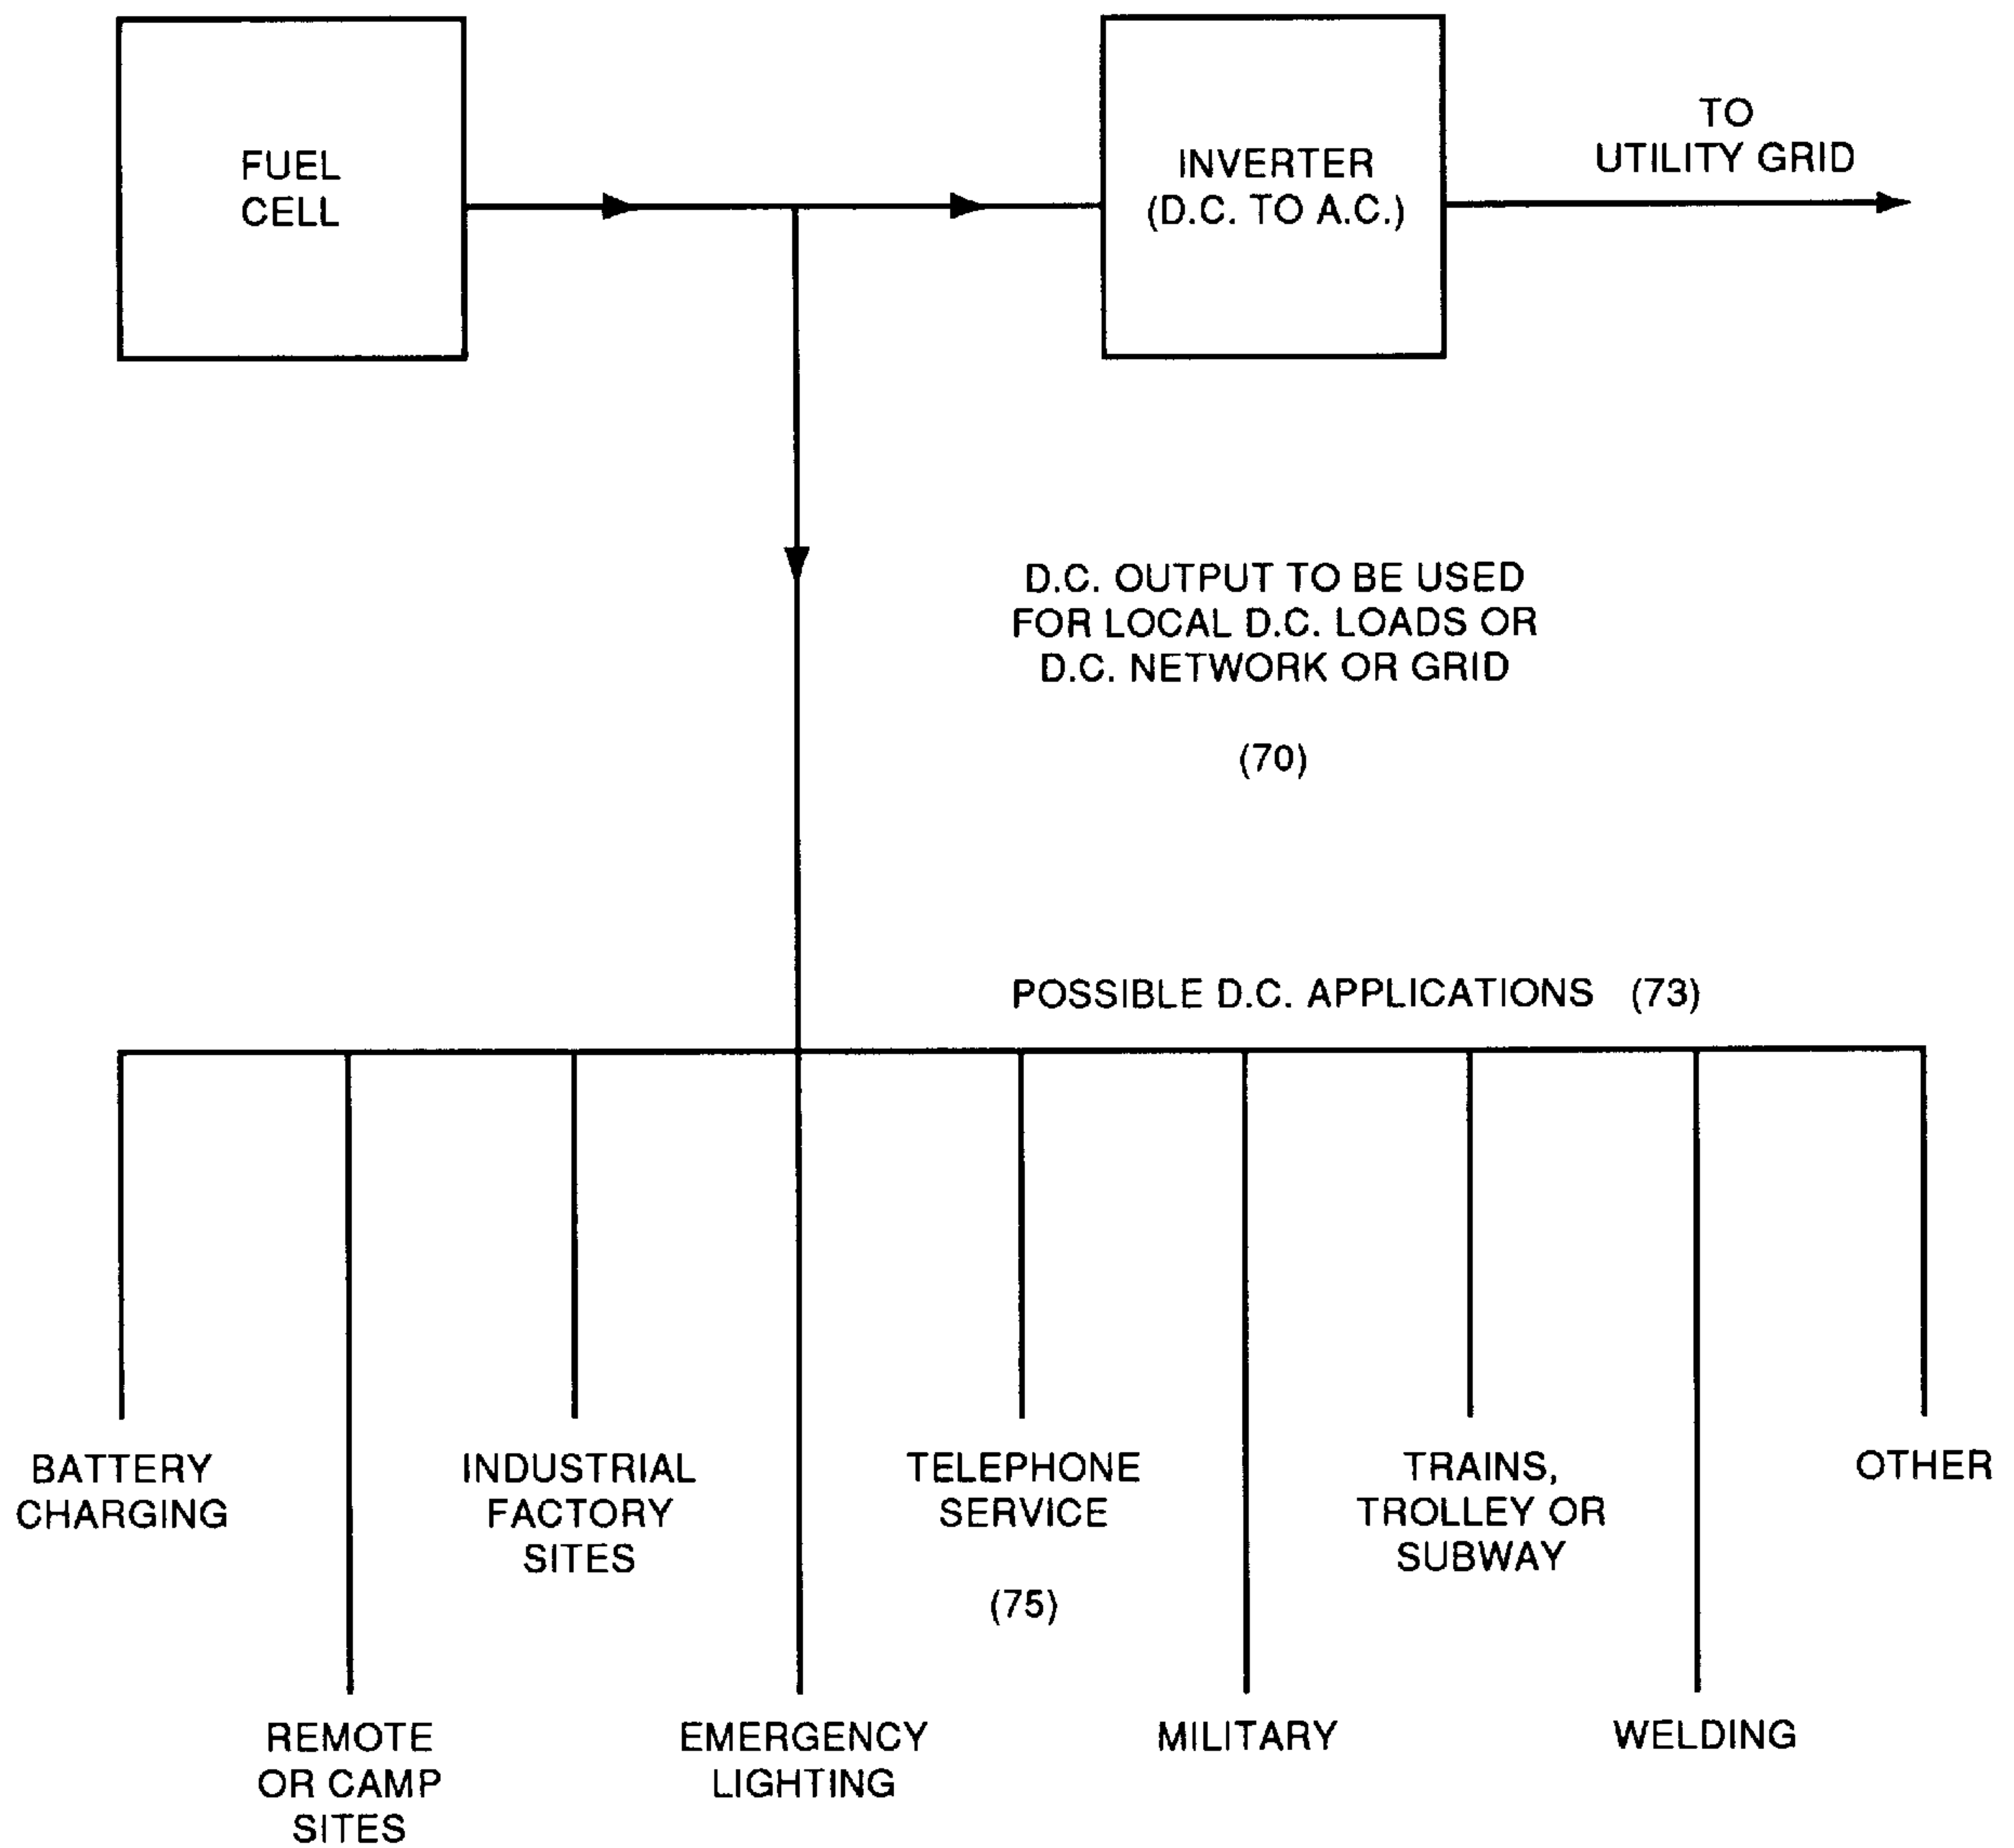 FUEL
CELL
INVERTER
(D.C. TO A.C.)
TO
UTILITY GRID
D.C. OUTPUT TO BE USED
FOR LOCAL D.C. LOADS OR
D.C. NETWORK OR GRID
(70)
POSSIBLE D.C. APPLICATIONS (73)
BATTERY
CHARGING
INDUSTRIAL
FACTORY
SITES
TELEPHONE
SERVICE
(75)
TRAINS,
TROLLEY OR
SUBWAY
OTHER
REMOTE
OR CAMP
SITES
EMERGENCY
LIGHTING
MILITARY
WELDING